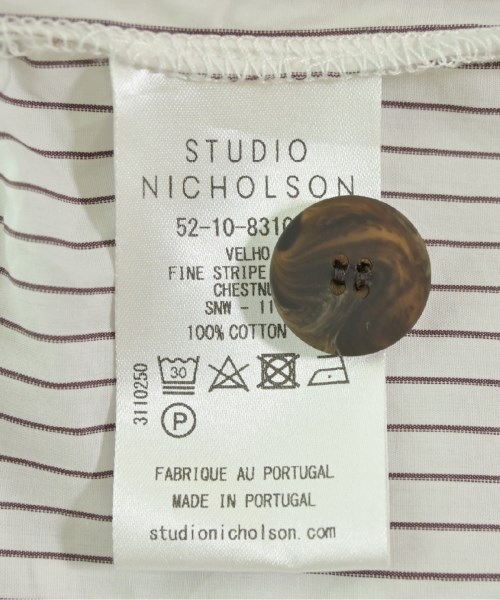 STUDIO
NICHOLSON
52-10-8310
VELHO
FINE STRIPE
CHESTNU
SNW - 11
100% COTTON
3110250
30
P
FABRIQUE AU PORTUGAL
MADE IN PORTUGAL
studionicholson.com